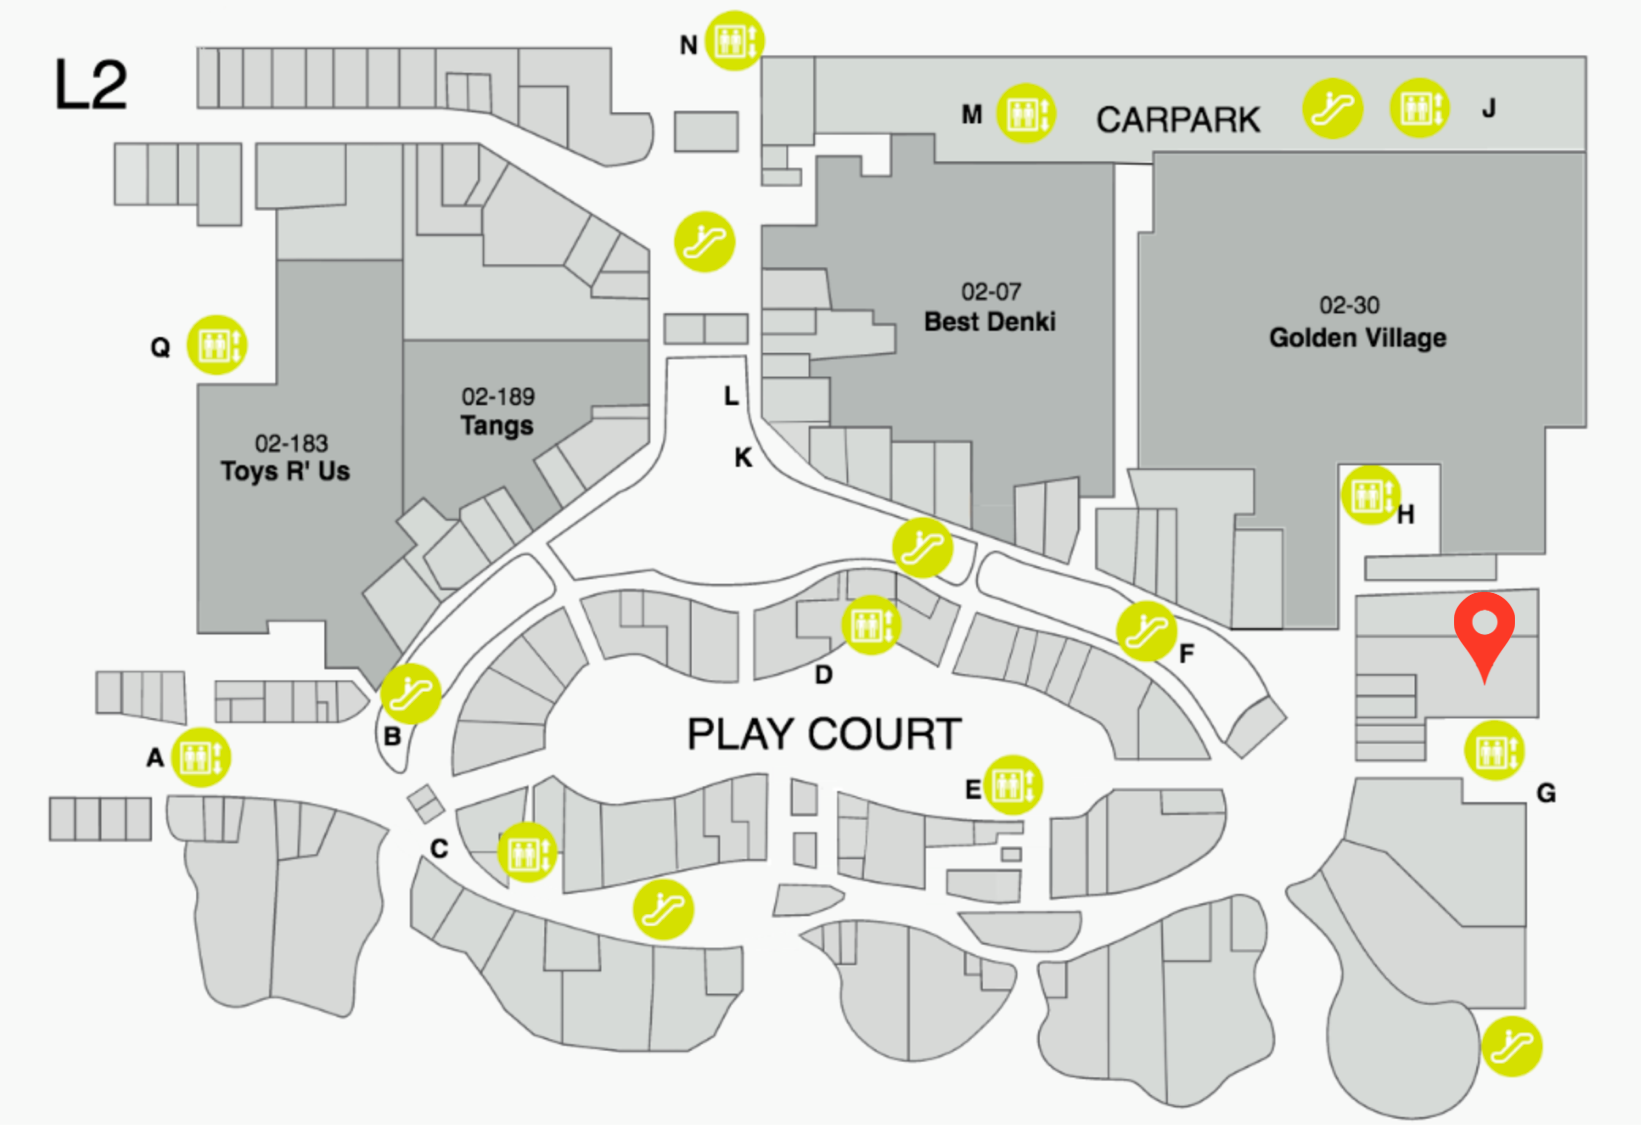 L2
N
M
CARPARK
J
02-07
Best Denki
02-30
Golden Village
Q
02-189
Tangs
L
02-183
Toys R' Us
K
H
F
D
B
PLAY COURT
A
E
G
C